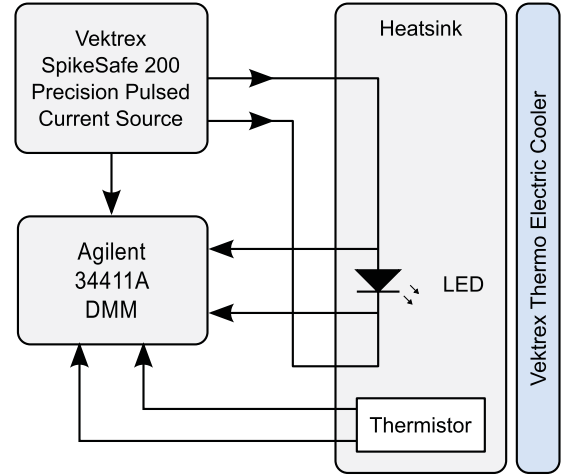 Vektrex
SpikeSafe 200
Precision Pulsed
Current Source
Heatsink
Agilent
34411A
DMM
LED
Thermistor
Vektrex Thermo Electric Cooler